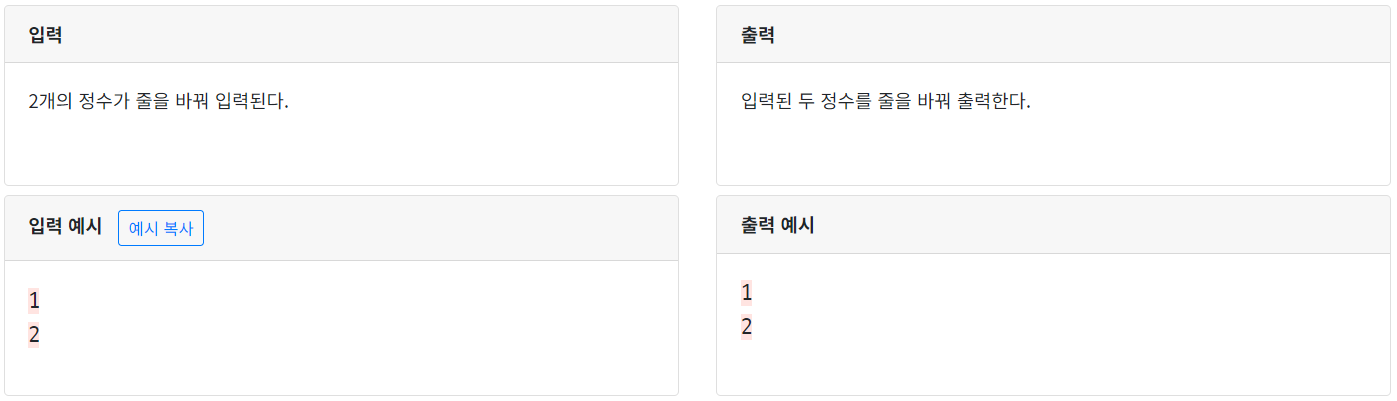 입력
2개의 정수가 줄을 바꿔 입력된다.
출력
입력된 두 정수를 줄을 바꿔 출력한다.
입력 예시 예시 복사
1
2
출력 예시
1
2